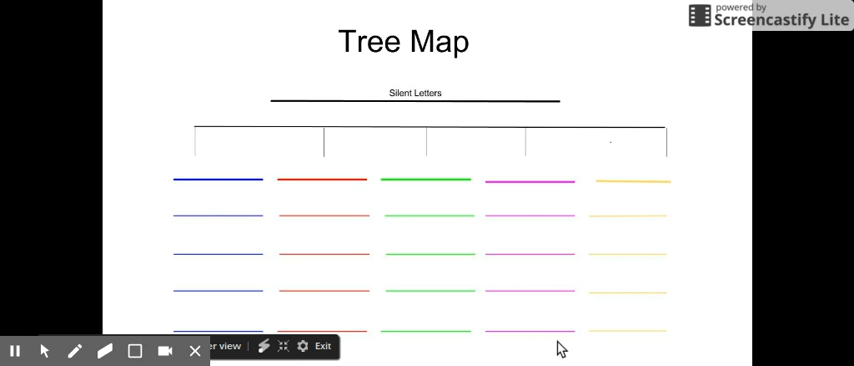 powered by
Screencastify Lite
Tree Map
Silent Letters
er view
Exit